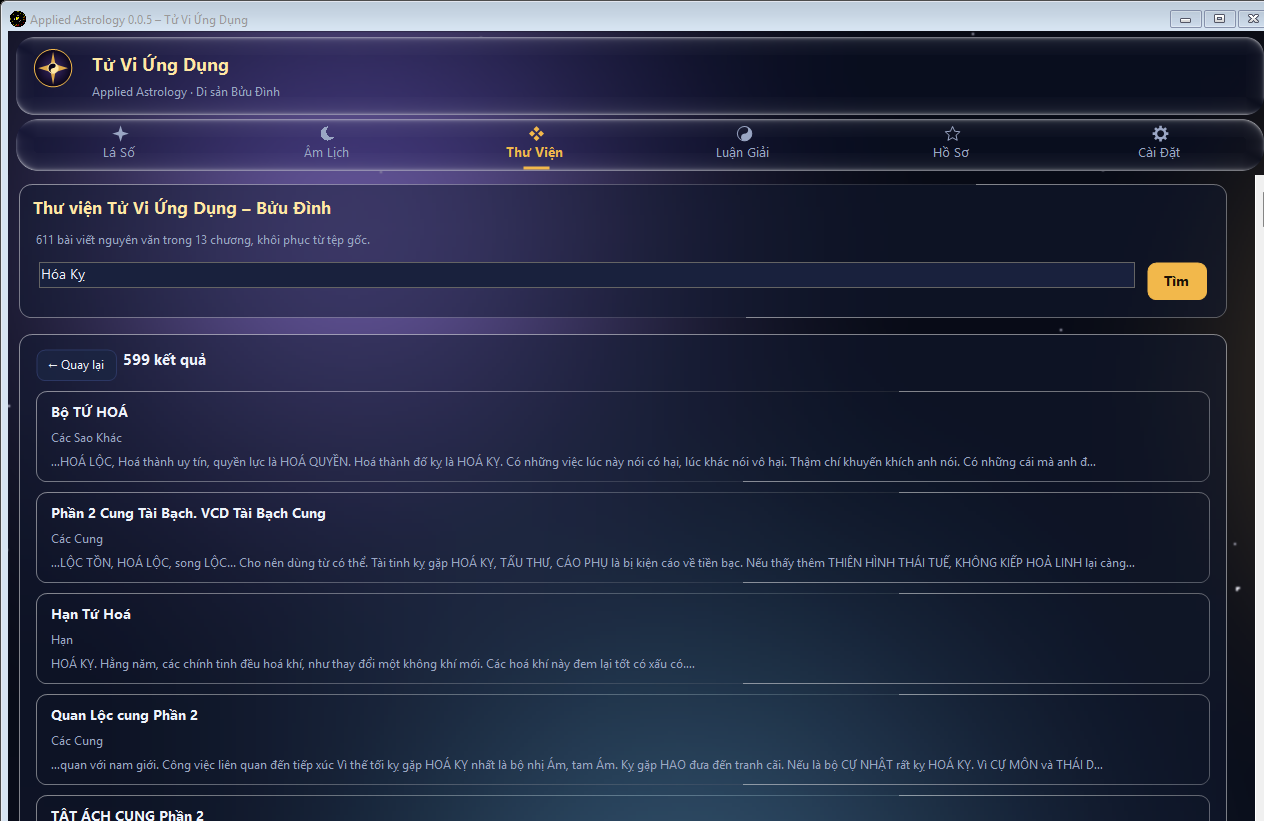 Applied Astrology 0.0.5 – Tử Vi Ứng Dụng
Tử Vi Ứng Dụng
Applied Astrology · Di sản Bửu Đình
Lá Số
Âm Lịch
Thư Viện
Luận Giải
Hồ Sơ
Cài Đặt
Thư viện Tử Vi Ứng Dụng – Bửu Đình
611 bài viết nguyên văn trong 13 chương, khôi phục từ tệp gốc.
Hóa Kỵ
Tìm
← Quay lại
599 kết quả
Bộ TỨ HOÁ
Các Sao Khác
...HOÁ LỘC, Hoá thành uy tín, quyền lực là HOÁ QUYỀN. Hoá thành đố kỵ là HOÁ KỴ. Có những việc lúc này nói có hại, lúc khác nói vô hại. Thậm chí khuyến khích anh nói. Có những cái mà anh đ...
Phần 2 Cung Tài Bạch. VCD Tài Bạch Cung
Các Cung
...LỘC TỒN, HOÁ LỘC, song LỘC... Cho nên dùng từ có thể. Tài tinh kỵ gặp HOÁ KỴ, TẤU THƯ, CÁO PHỤ là bị kiện cáo về tiền bạc. Nếu thấy thêm THIÊN HÌNH THÁI TUẾ, KHÔNG KIẾP HOẢ LINH lại càng...
Hạn Tứ Hoá
Hạn
HOÁ KỴ. Hằng năm, các chính tinh đều hoá khí, như thay đổi một không khí mới. Các hoá khí này đem lại tốt có xấu có....
Quan Lộc cung Phần 2
Các Cung
...quan với nam giới. Công việc liên quan đến tiếp xúc Vì thế tối kỵ gặp HOÁ KỴ nhất là bộ nhị Ám, tam Ám. Kỵ gặp HAO đưa đến tranh cãi. Nếu là bộ CỰ NHẬT rất kỵ HOÁ KỴ. Vì CỰ MÔN và THÁI D...
TẬT ÁCH CUNG Phần 2